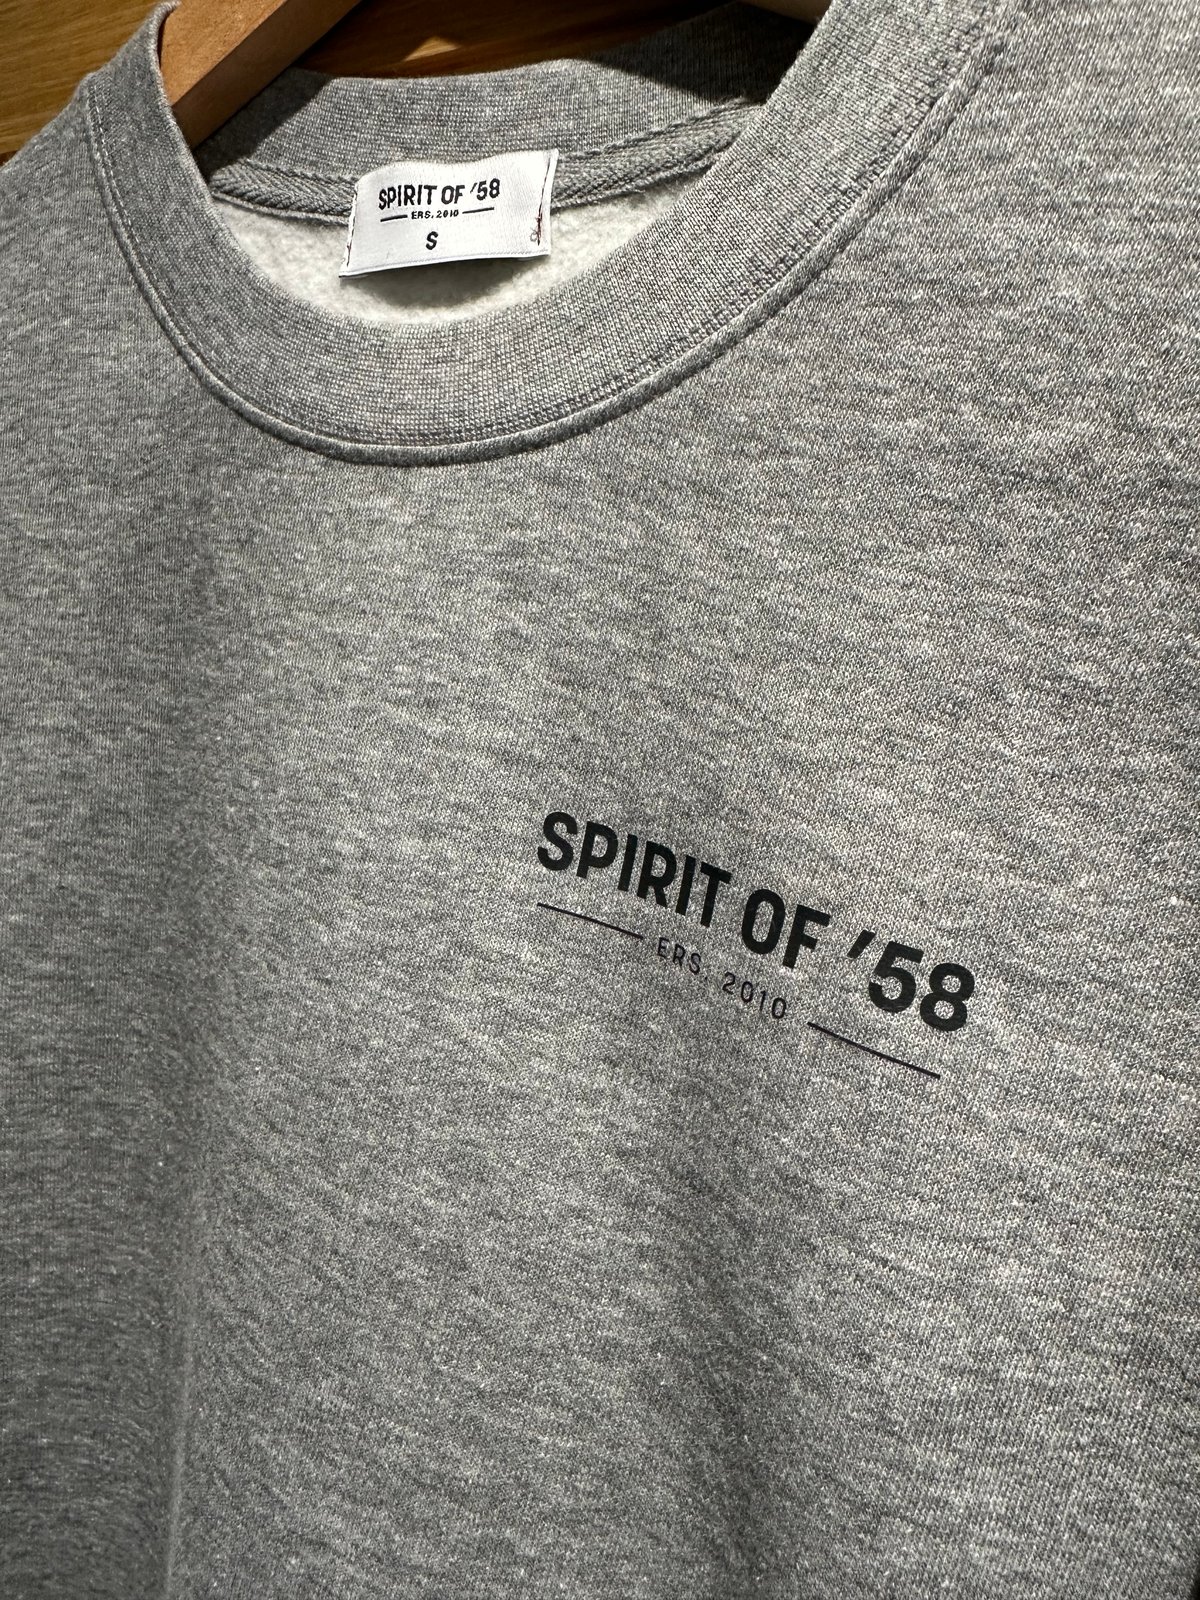 SPIRIT OF '58
ERS. 2010
S
SPIRIT OF '58
ERS. 2010